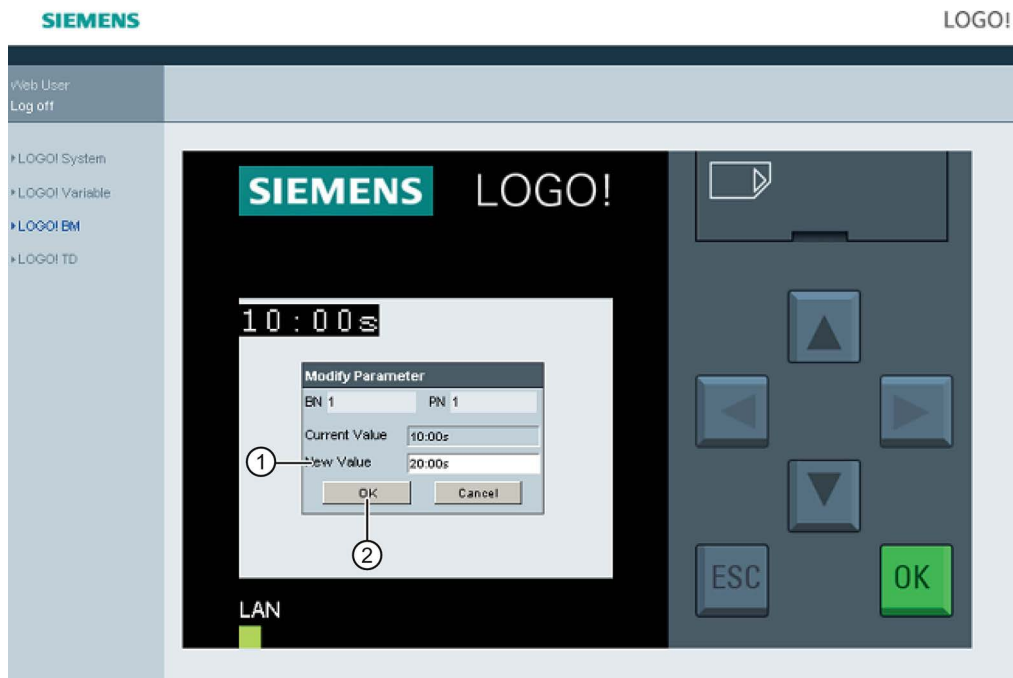 SIEMENS
LOGO!
Web User
Log off
LOGO! System
LOGO! Variable
LOGO! BM
LOGO! TD
SIEMENS LOGO!
10:00s
Modify Parameter
BN 1 PN 1
Current Value 10:00s
1 New Value 20:00s
OK Cancel
2
ESC OK
LAN